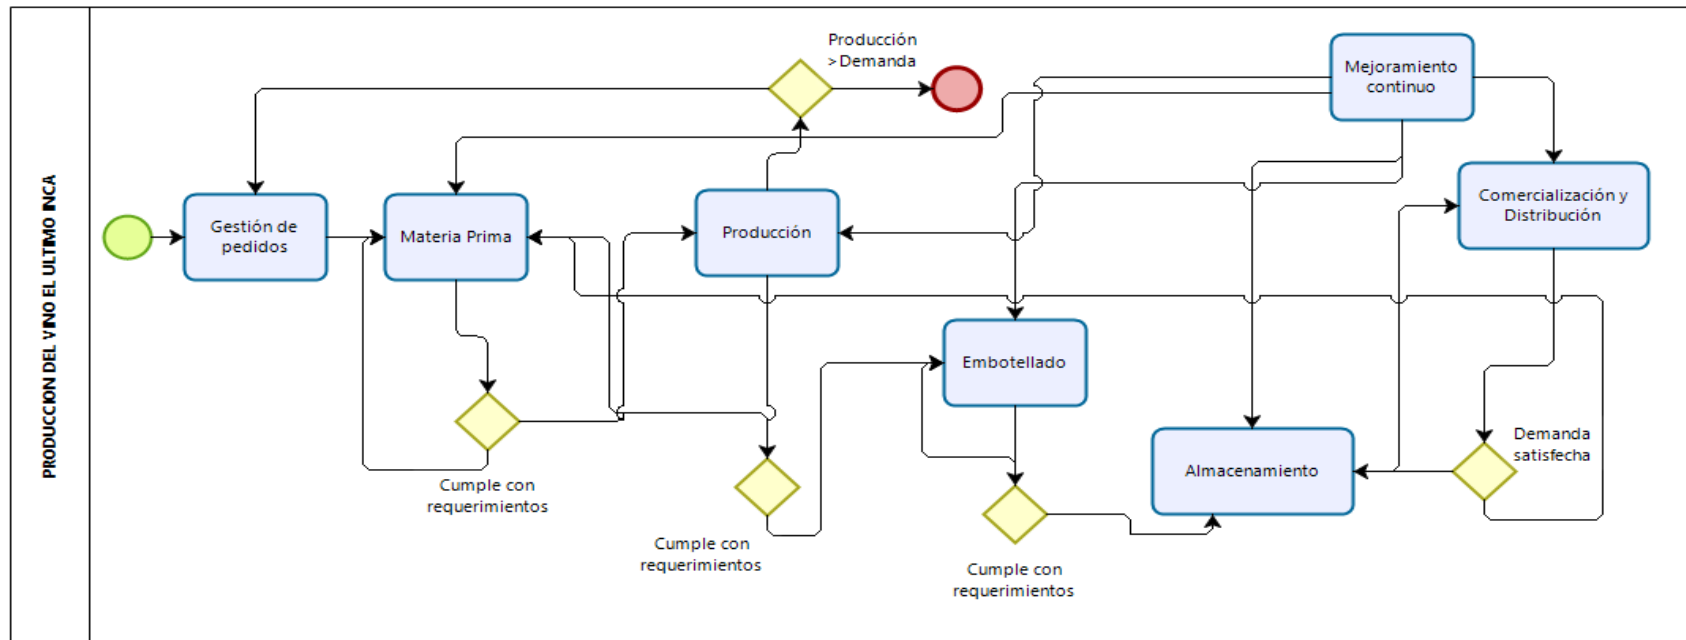 PRODUCCION DEL VINO EL ULTIMO INCA
Producción
> Demanda
Mejoramiento
continuo
Gestión de
pedidos
Materia Prima
Producción
Comercialización y
Distribución
Embotellado
Almacenamiento
Demanda
satisfecha
Cumple con
requerimientos
Cumple con
requerimientos
Cumple con
requerimientos